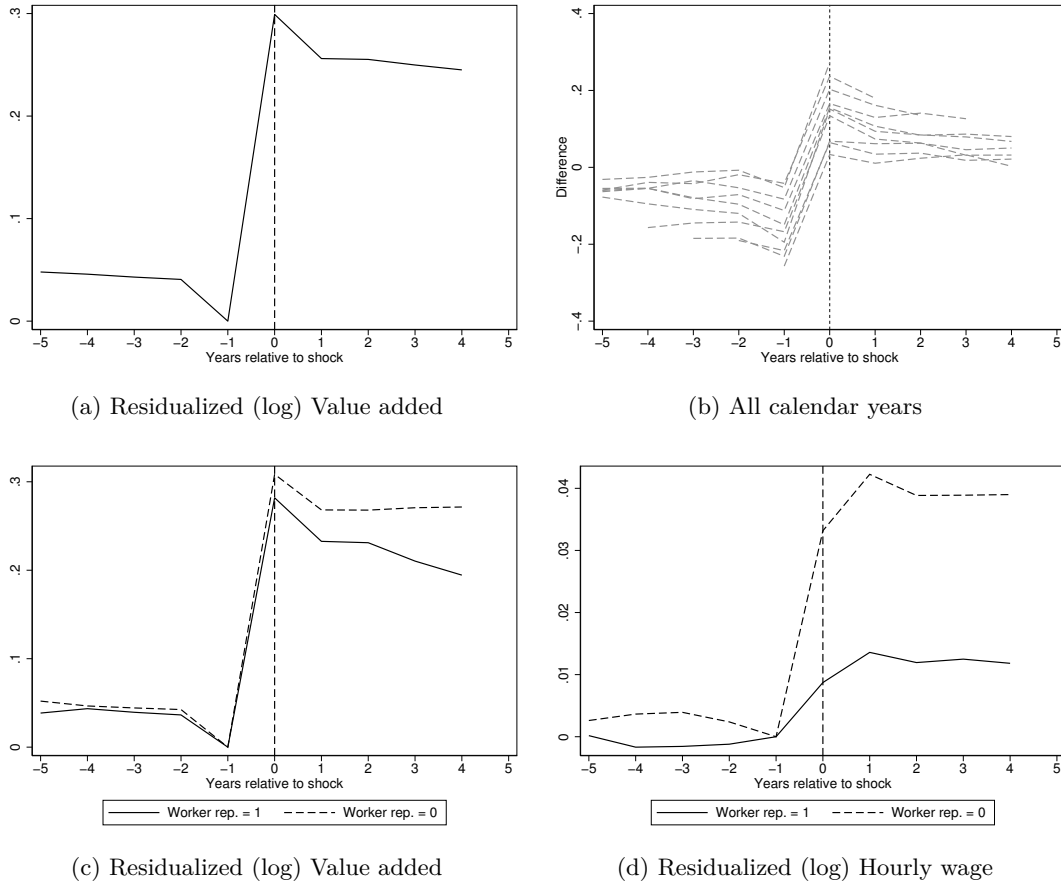 .3
.2
.1
0
−5 −4 −3 −2 −1 0 1 2 3 4 5
Years relative to shock
(a) Residualized (log) Value added
.4
.2
0
−.2
−.4
Difference
−5 −4 −3 −2 −1 0 1 2 3 4 5
Years relative to shock
(b) All calendar years
.3
.2
.1
0
−5 −4 −3 −2 −1 0 1 2 3 4 5
Years relative to shock
Worker rep. = 1 Worker rep. = 0
(c) Residualized (log) Value added
.04
.03
.02
.01
0
−5 −4 −3 −2 −1 0 1 2 3 4 5
Years relative to shock
Worker rep. = 1 Worker rep. = 0
(d) Residualized (log) Hourly wage